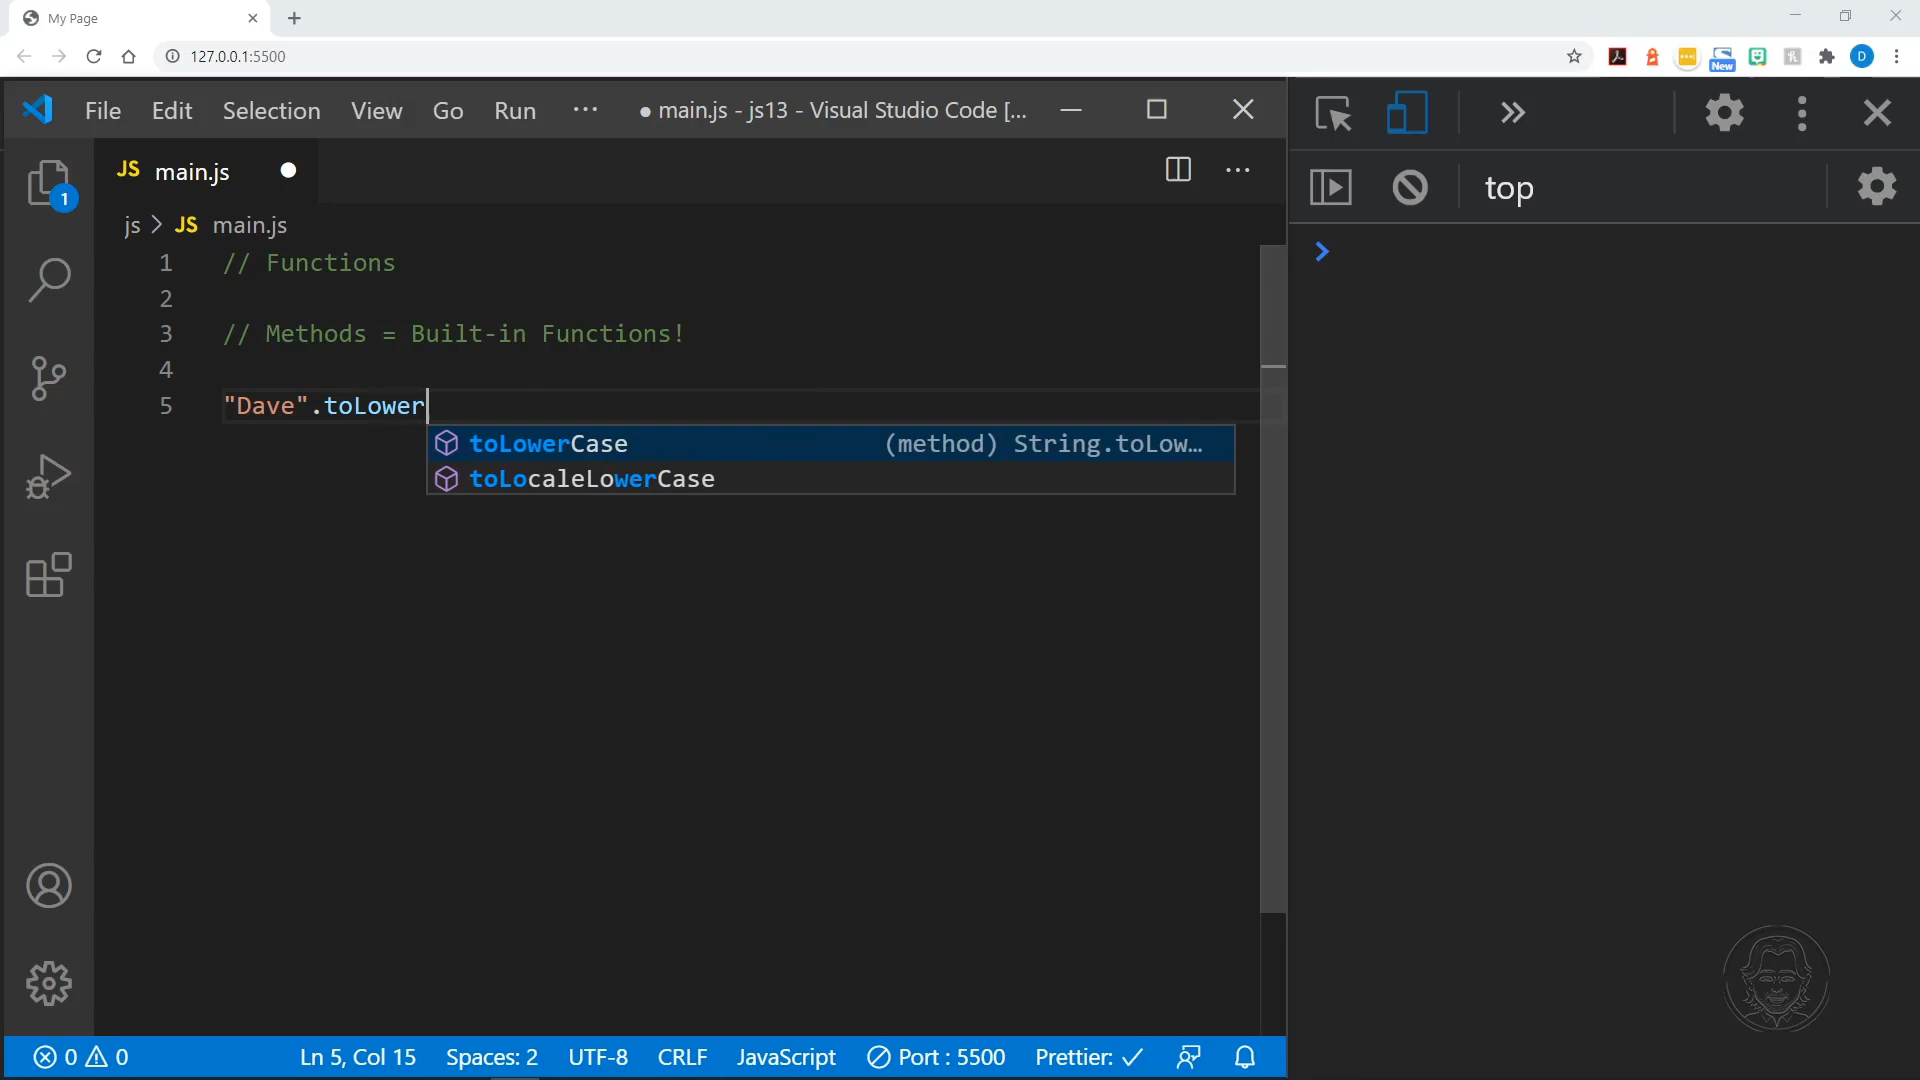 My Page
127.0.0.1:5500
New
D
File Edit Selection View Go Run ··· ● main.js - js13 - Visual Studio Code [...
JS main.js
top
1
js > JS main.js
1 // Functions
2
3 // Methods = Built-in Functions!
4
5 "Dave".toLower
toLowerCase (method) String.toLow…
toLocaleLowerCase
0 0 Ln 5, Col 15 Spaces: 2 UTF-8 CRLF JavaScript Port : 5500 Prettier: ✓